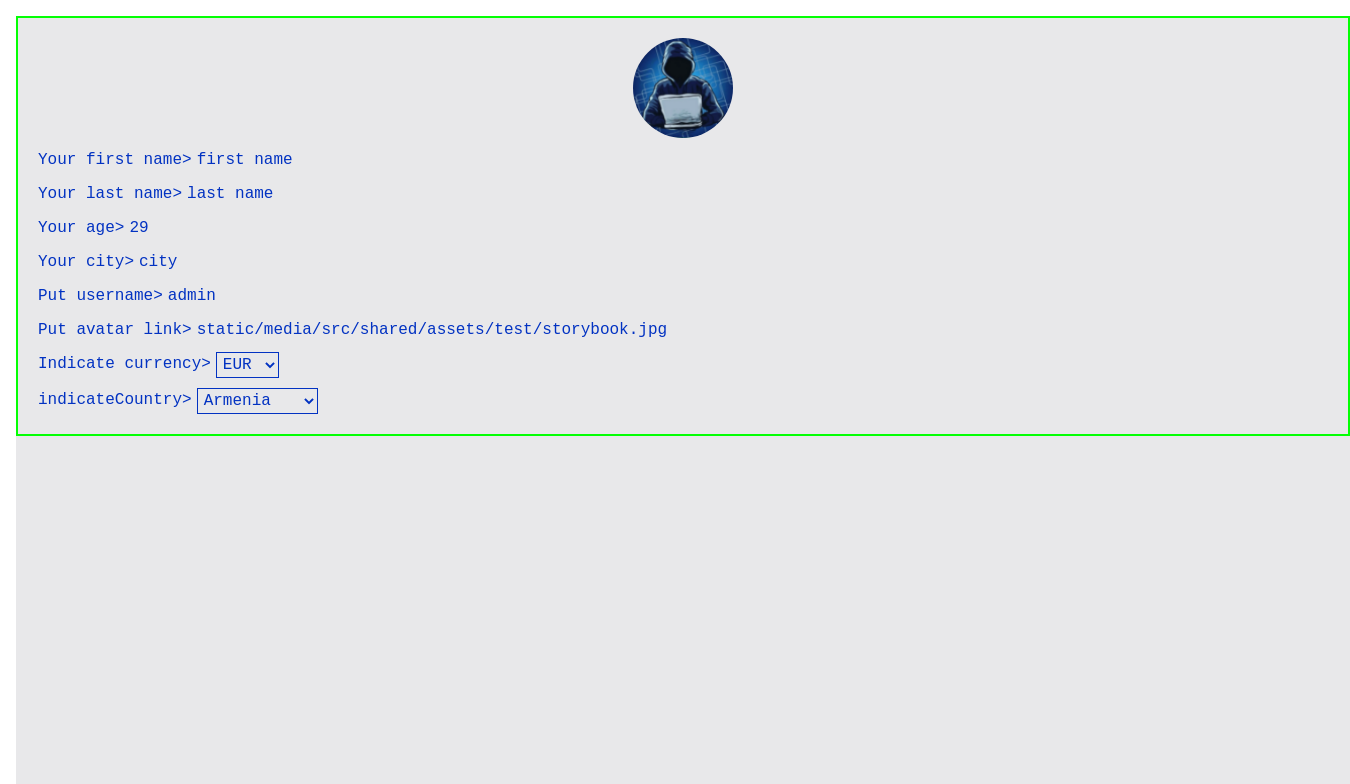 Your first name> first name
Your last name> last name
Your age> 29
Your city> city
Put username> admin
Put avatar link> static/media/src/shared/assets/test/storybook.jpg
Indicate currency> EUR
indicateCountry> Armenia